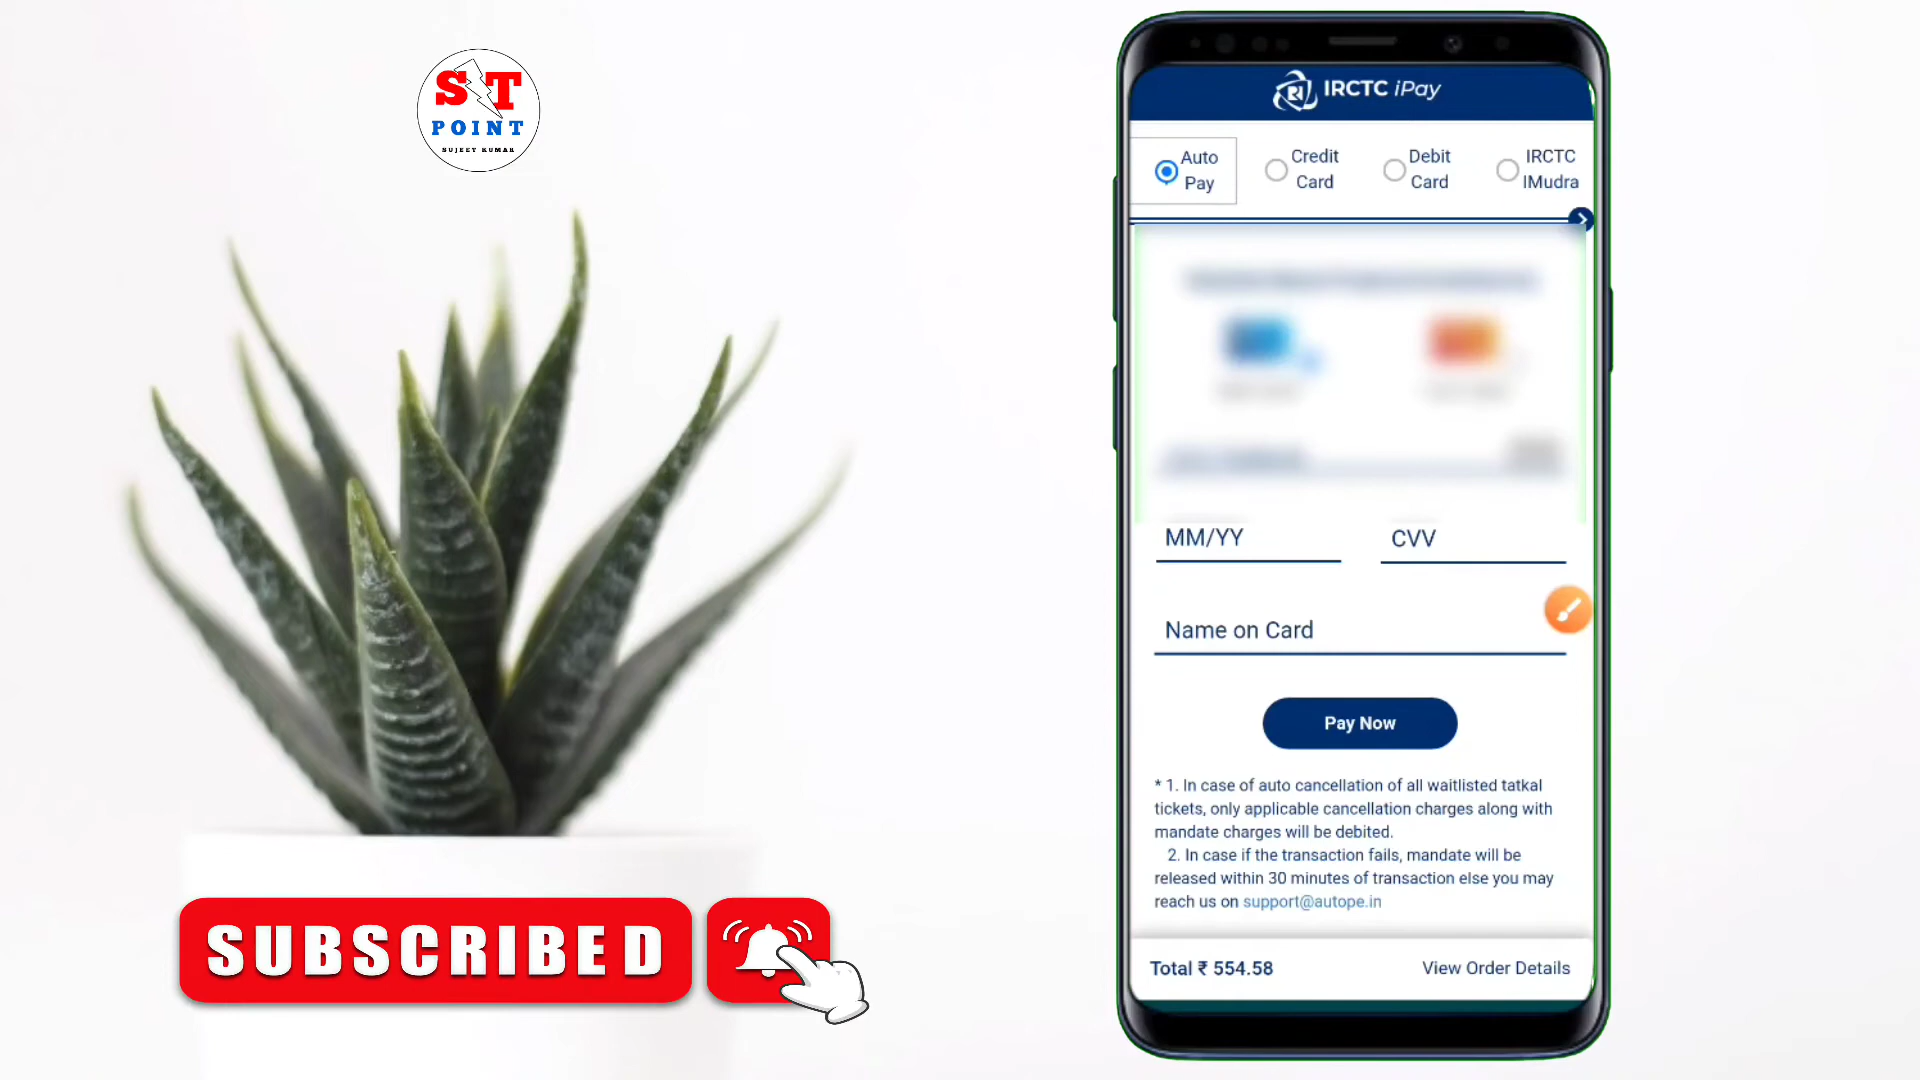 S T
POINT
SUJEET KUMAR
SUBSCRIBED
IRCTC iPay
Auto Pay
Credit Card
Debit Card
IRCTC IMudra
MM/YY
CVV
Name on Card
Pay Now
* 1. In case of auto cancellation of all waitlisted tatkal
tickets, only applicable cancellation charges along with
mandate charges will be debited.
2. In case if the transaction fails, mandate will be
released within 30 minutes of transaction else you may
reach us on support@autope.in
Total ₹ 554.58
View Order Details